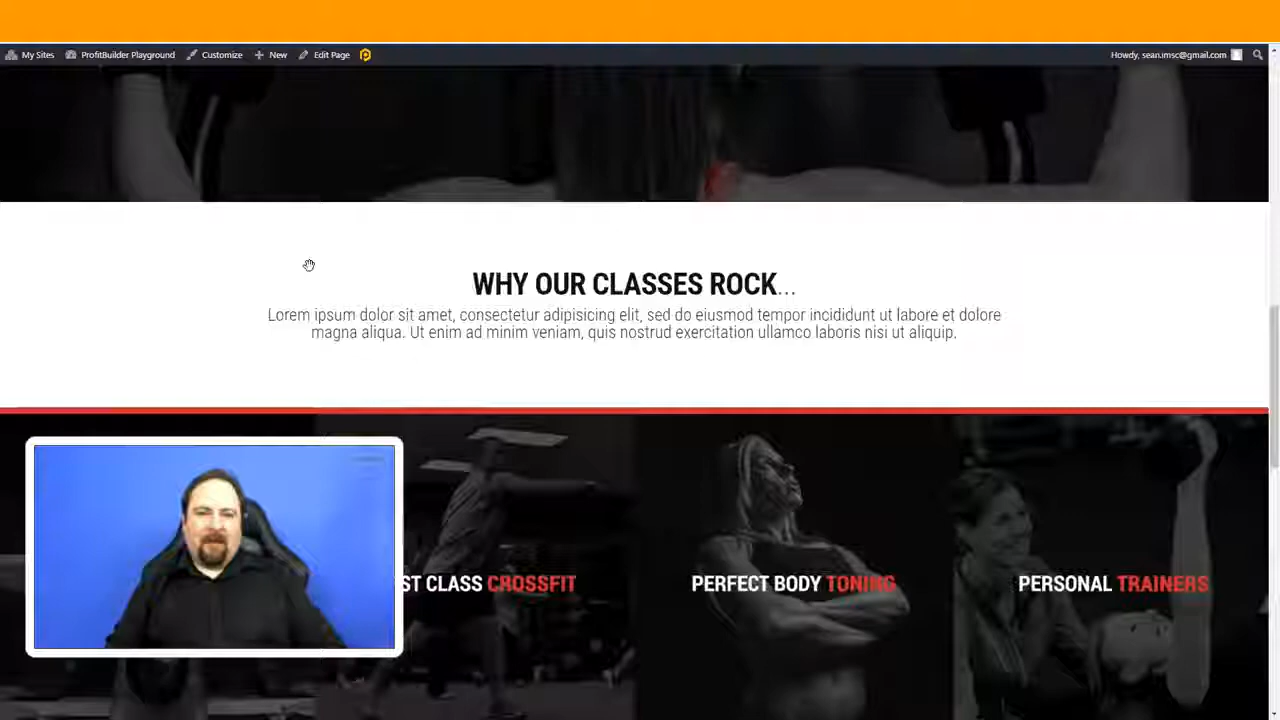 My Sites ProfitBuilder Playground Customize New Edit Page Howdy, sean.imsc@gmail.com
WHY OUR CLASSES ROCK...
Lorem ipsum dolor sit amet, consectetur adipisicing elit, sed do eiusmod tempor incididunt ut labore et dolore
magna aliqua. Ut enim ad minim veniam, quis nostrud exercitation ullamco laboris nisi ut aliquip.
ST CLASS CROSSFIT PERFECT BODY TONING PERSONAL TRAINERS